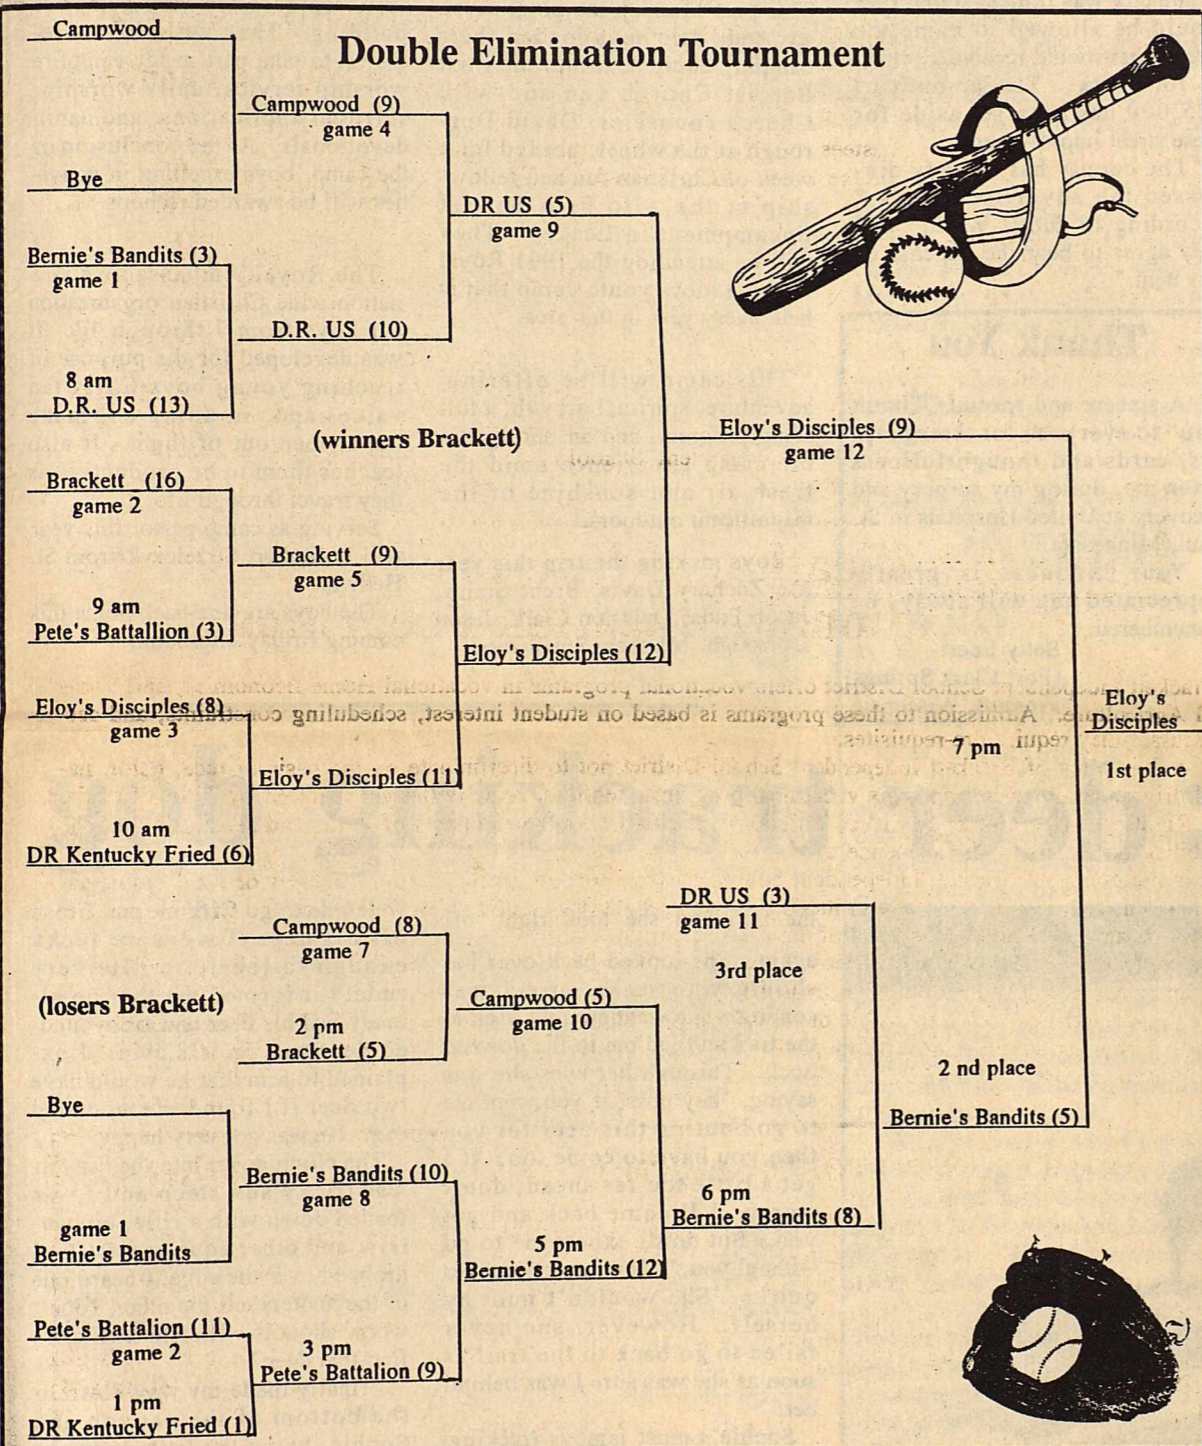 Double Elimination Tournament
Campwood
Campwood (9)
game 4
Bye
DR US (5)
game 9
Bernie's Bandits (3)
game 1
D.R. US (10)
8 am
D.R. US (13)
(winners Brackett)
Eloy's Disciples (9)
game 12
Brackett (16)
game 2
Brackett (9)
game 5
9 am
Pete's Battallion (3)
Eloy's Disciples (12)
Eloy's Disciples (8)
game 3
Eloy's Disciples (11)
10 am
DR Kentucky Fried (6)
Eloy's
Disciples
7 pm
1st place
DR US (3)
game 11
Campwood (8)
game 7
3rd place
(losers Brackett)
Campwood (5)
game 10
2 pm
Brackett (5)
2 nd place
Bye
Bernie's Bandits (5)
Bernie's Bandits (10)
game 8
6 pm
Bernie's Bandits (8)
game 1
Bernie's Bandits
5 pm
Bernie's Bandits (12)
Pete's Battalion (11)
game 2
3 pm
Pete's Battalion (9)
1 pm
DR Kentucky Fried (1)